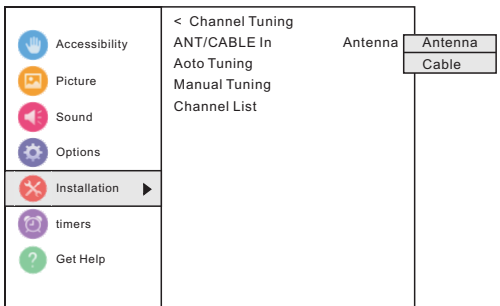 Accessibility
Picture
Sound
Options
Installation
timers
Get Help
< Channel Tuning
ANT/CABLE In Antenna
Aoto Tuning
Manual Tuning
Channel List
Antenna
Cable
?